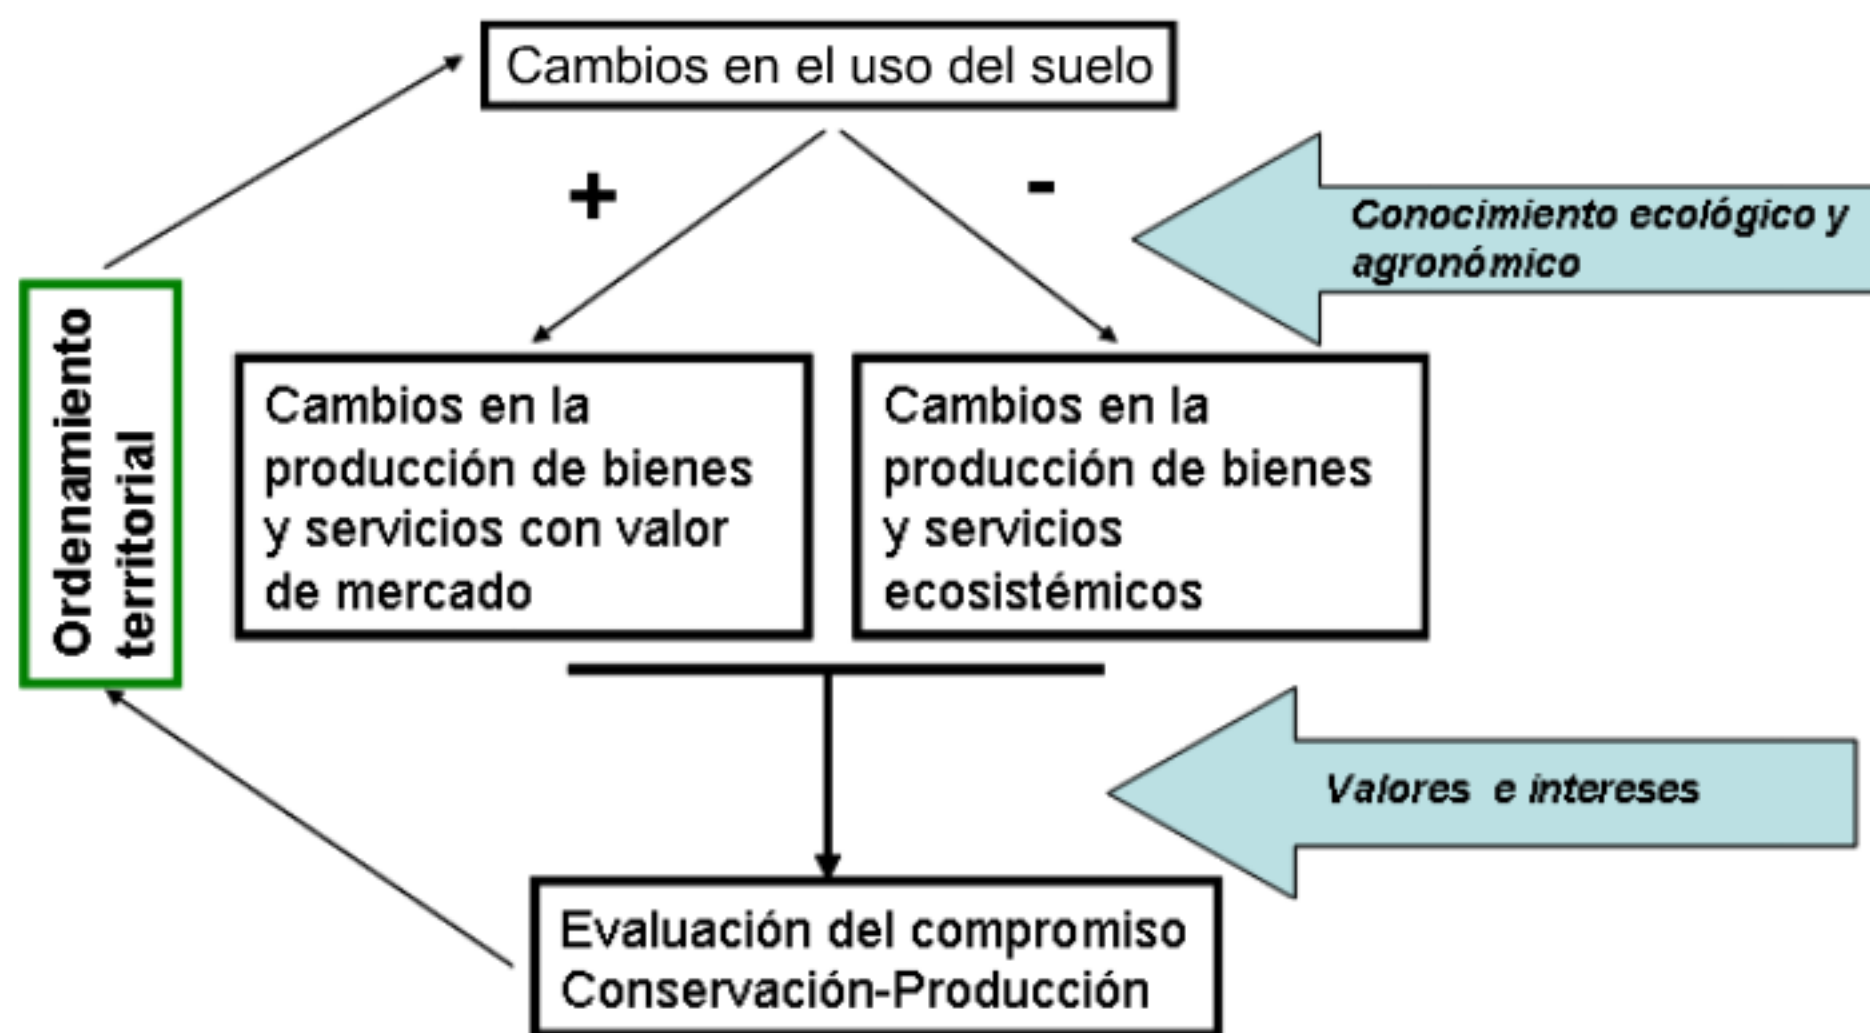 Cambios en el uso del suelo
+
-
Conocimiento ecológico y
agronómico
Ordenamiento
territorial
Cambios en la
producción de bienes
y servicios con valor
de mercado
Cambios en la
producción de bienes
y servicios
ecosistémicos
Valores e intereses
Evaluación del compromiso
Conservación-Producción